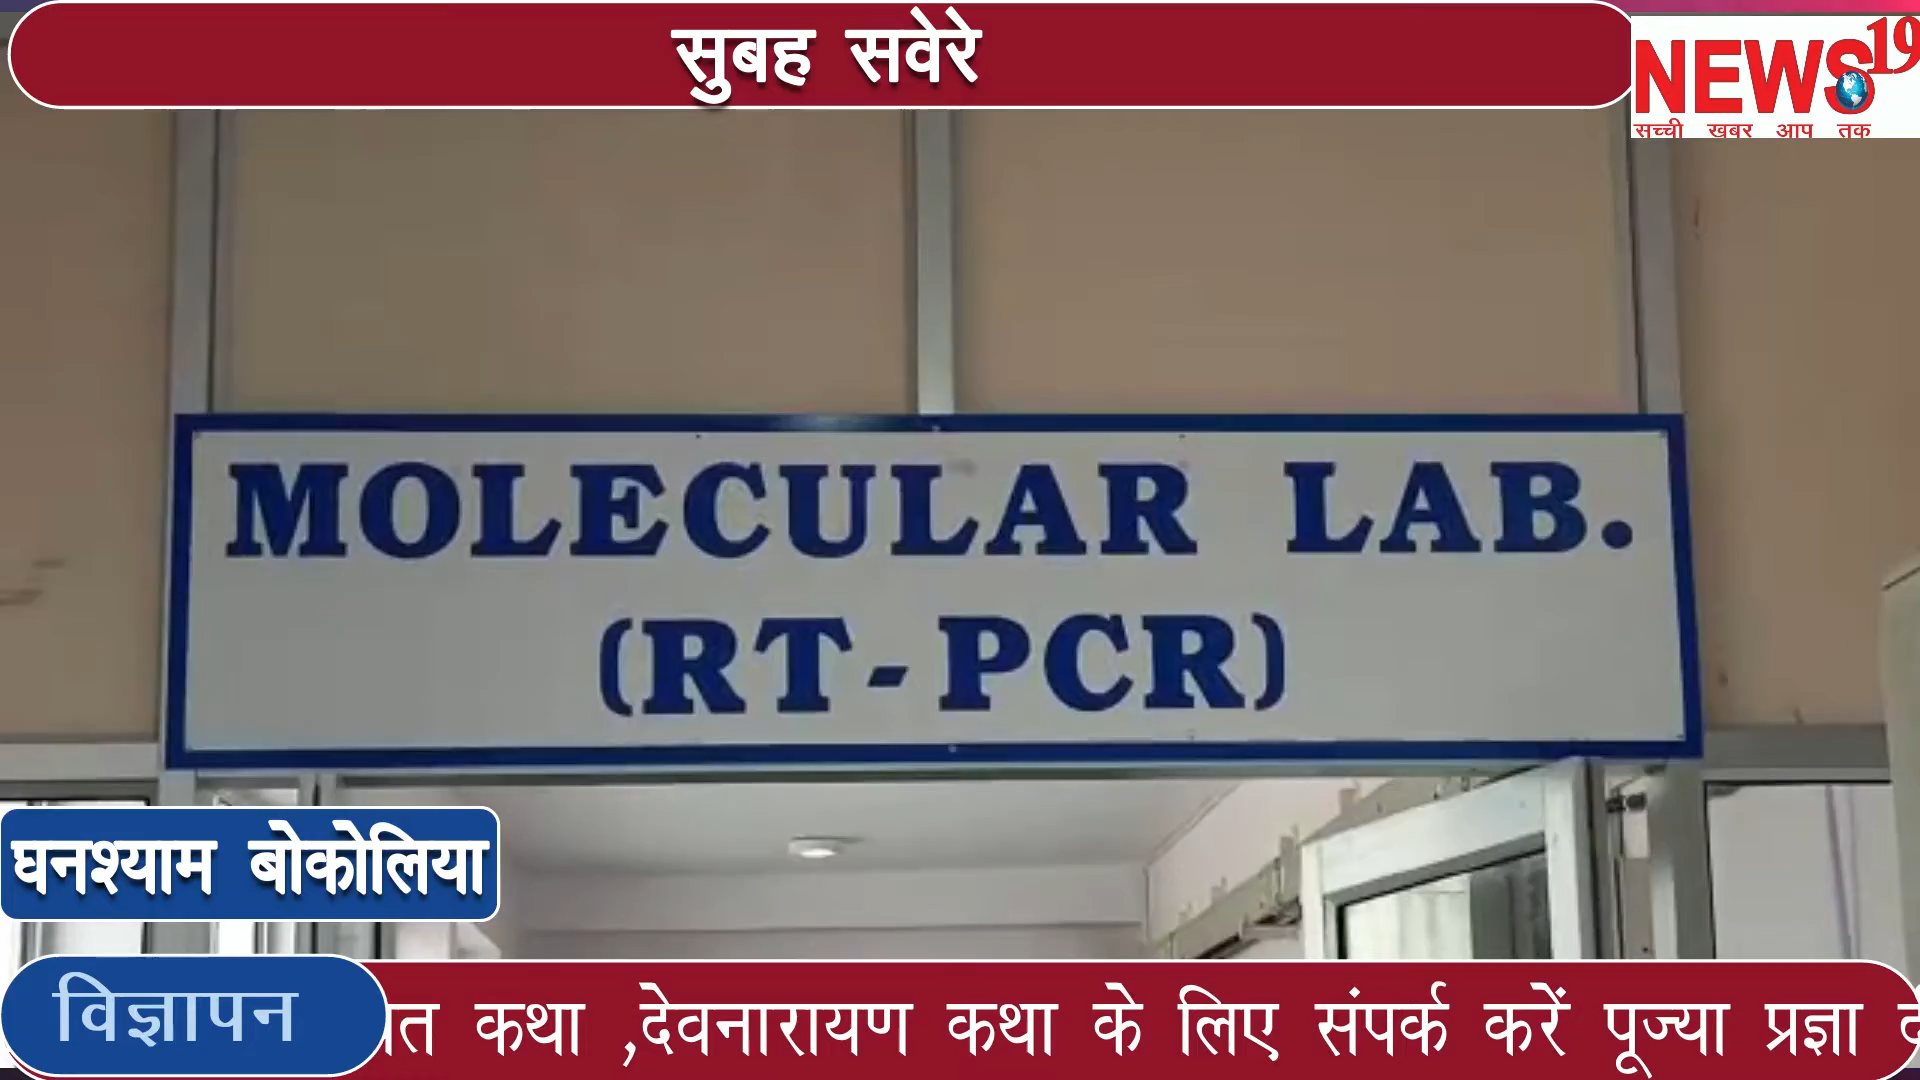 सुबह सवेरे
NEWS19
सच्ची खबर आप तक
MOLECULAR LAB.
(RT-PCR)
घनश्याम बोकोलिया
विज्ञापन
कथा ,देवनारायण कथा के लिए संपर्क करें पूज्या प्रज्ञा